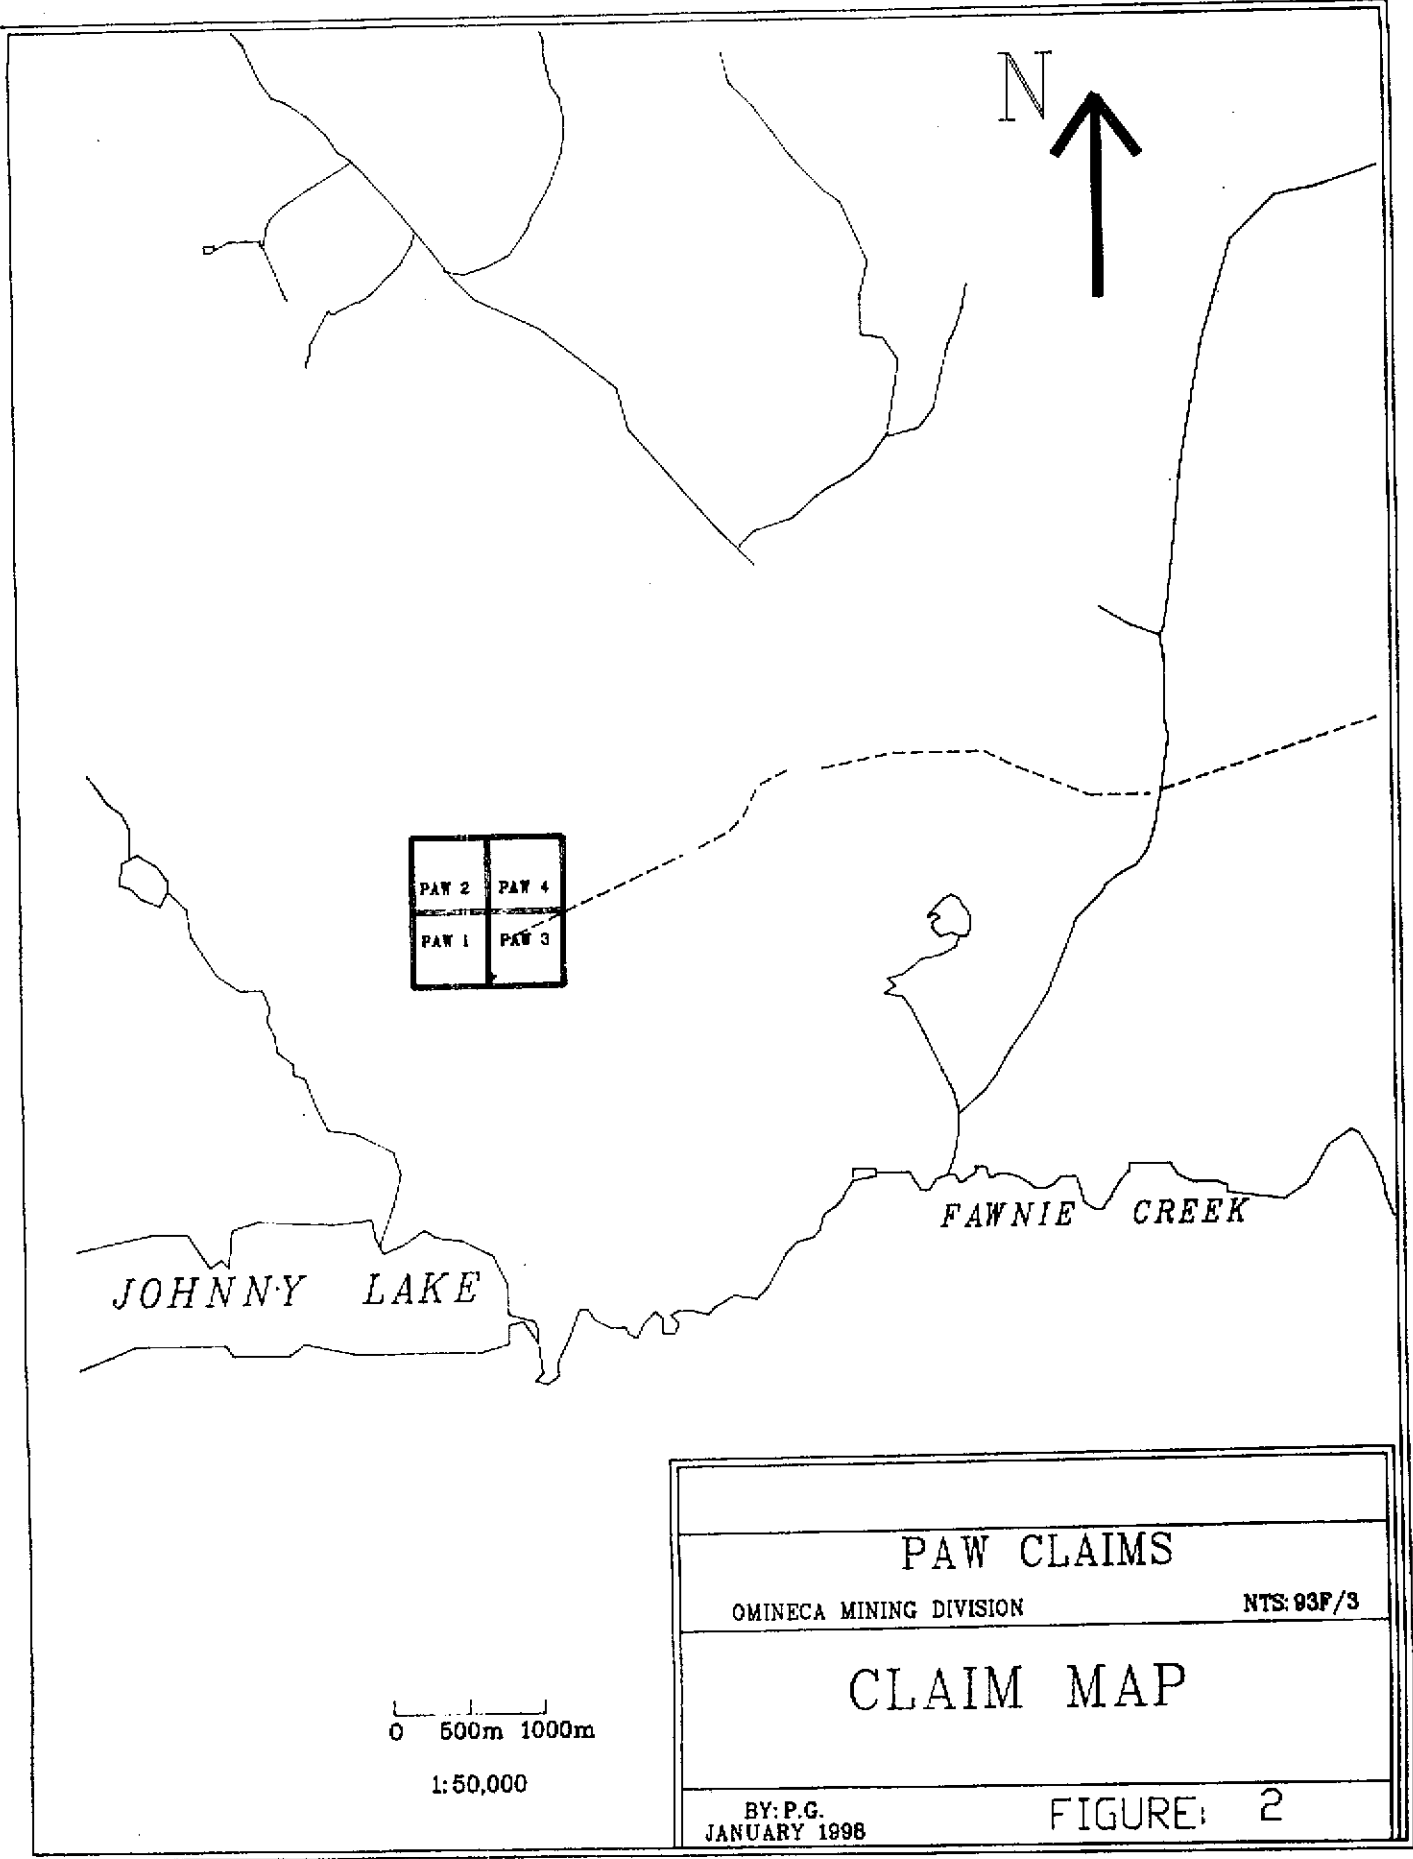 N
PAW 2 PAW 4
PAW 1 PAW 3
FAWNIE CREEK
JOHNNY LAKE
PAW CLAIMS
OMINECA MINING DIVISION NTS: 93F/3
CLAIM MAP
0 500m 1000m
1:50,000
BY: P.G.
JANUARY 1998
FIGURE: 2